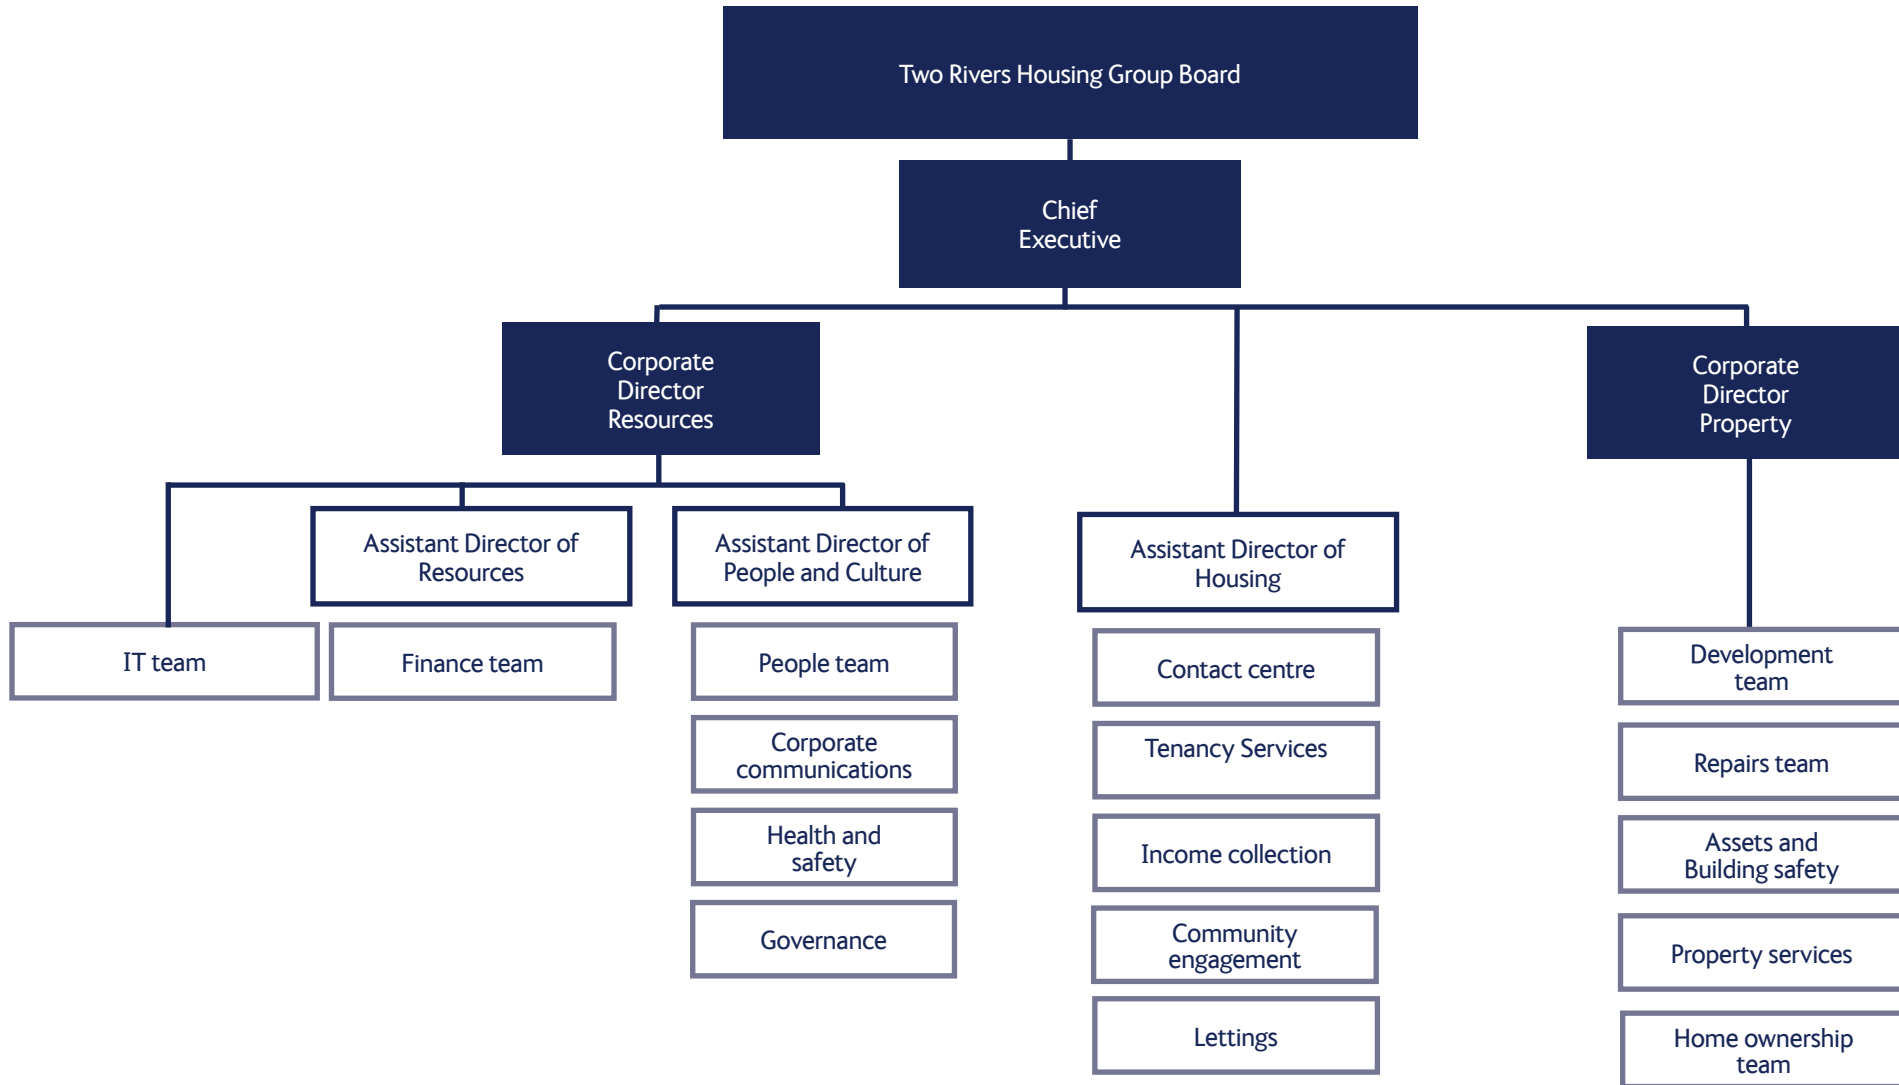 Two Rivers Housing Group Board
Chief
Executive
Corporate
Director
Resources
Corporate
Director
Property
Assistant Director of
Resources
Assistant Director of
People and Culture
Assistant Director of
Housing
IT team
Finance team
People team
Corporate
communications
Health and
safety
Governance
Contact centre
Tenancy Services
Income collection
Community
engagement
Lettings
Development
team
Repairs team
Assets and
Building safety
Property services
Home ownership
team